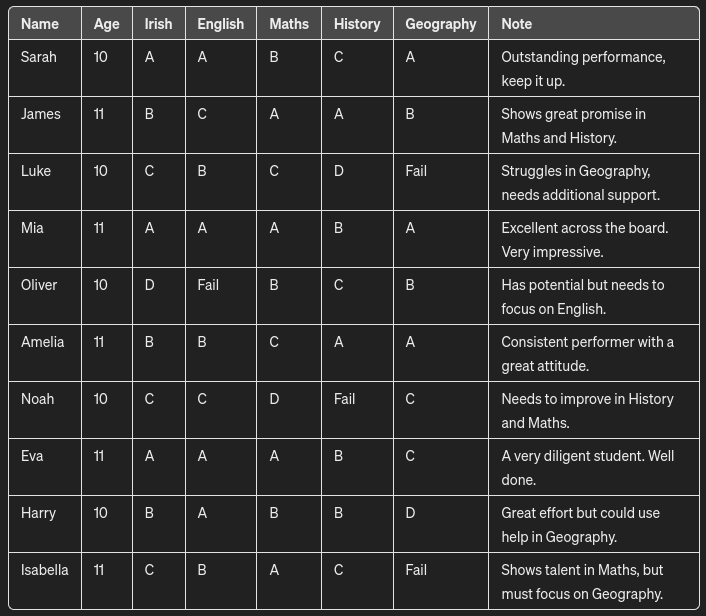 Name Age Irish English Maths History Geography Note
Sarah 10 A A B C A Outstanding performance,
keep it up.
James 11 B C A A B Shows great promise in
Maths and History.
Luke 10 C B C D Fail Struggles in Geography,
needs additional support.
Mia 11 A A A B A Excellent across the board.
Very impressive.
Oliver 10 D Fail B C B Has potential but needs to
focus on English.
Amelia 11 B B C A A Consistent performer with a
great attitude.
Noah 10 C C D Fail C Needs to improve in History
and Maths.
Eva 11 A A A B C A very diligent student. Well
done.
Harry 10 B A B B D Great effort but could use
help in Geography.
Isabella 11 C B A C Fail Shows talent in Maths, but
must focus on Geography.